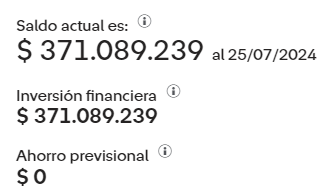 Saldo actual es:
$ 371.089.239 al 25/07/2024
Inversión financiera
$ 371.089.239
Ahorro previsional
$ 0